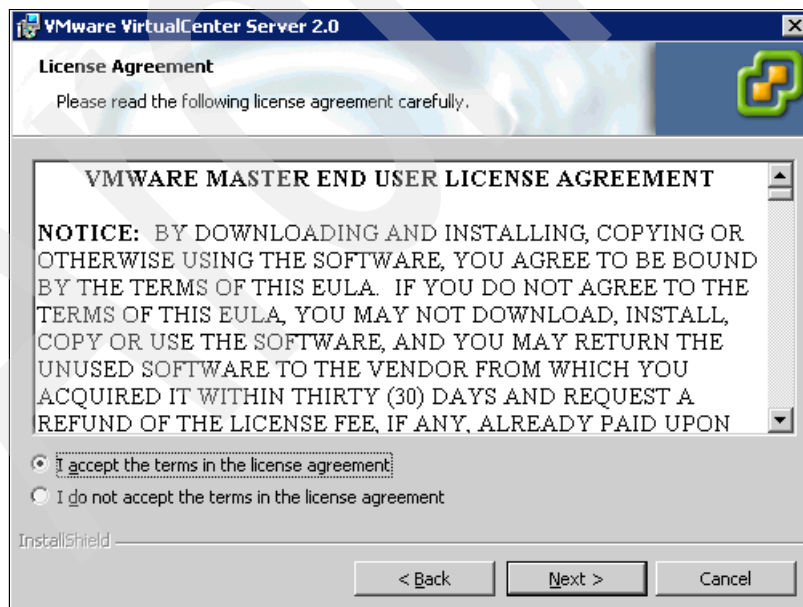 VMware VirtualCenter Server 2.0
License Agreement
Please read the following license agreement carefully.
VMWARE MASTER END USER LICENSE AGREEMENT
NOTICE: BY DOWNLOADING AND INSTALLING, COPYING OR
OTHERWISE USING THE SOFTWARE, YOU AGREE TO BE BOUND
BY THE TERMS OF THIS EULA. IF YOU DO NOT AGREE TO THE
TERMS OF THIS EULA, YOU MAY NOT DOWNLOAD, INSTALL,
COPY OR USE THE SOFTWARE, AND YOU MAY RETURN THE
UNUSED SOFTWARE TO THE VENDOR FROM WHICH YOU
ACQUIRED IT WITHIN THIRTY (30) DAYS AND REQUEST A
REFUND OF THE LICENSE FEE, IF ANY, ALREADY PAID UPON
I accept the terms in the license agreement
I do not accept the terms in the license agreement
InstallShield
< Back Next > Cancel